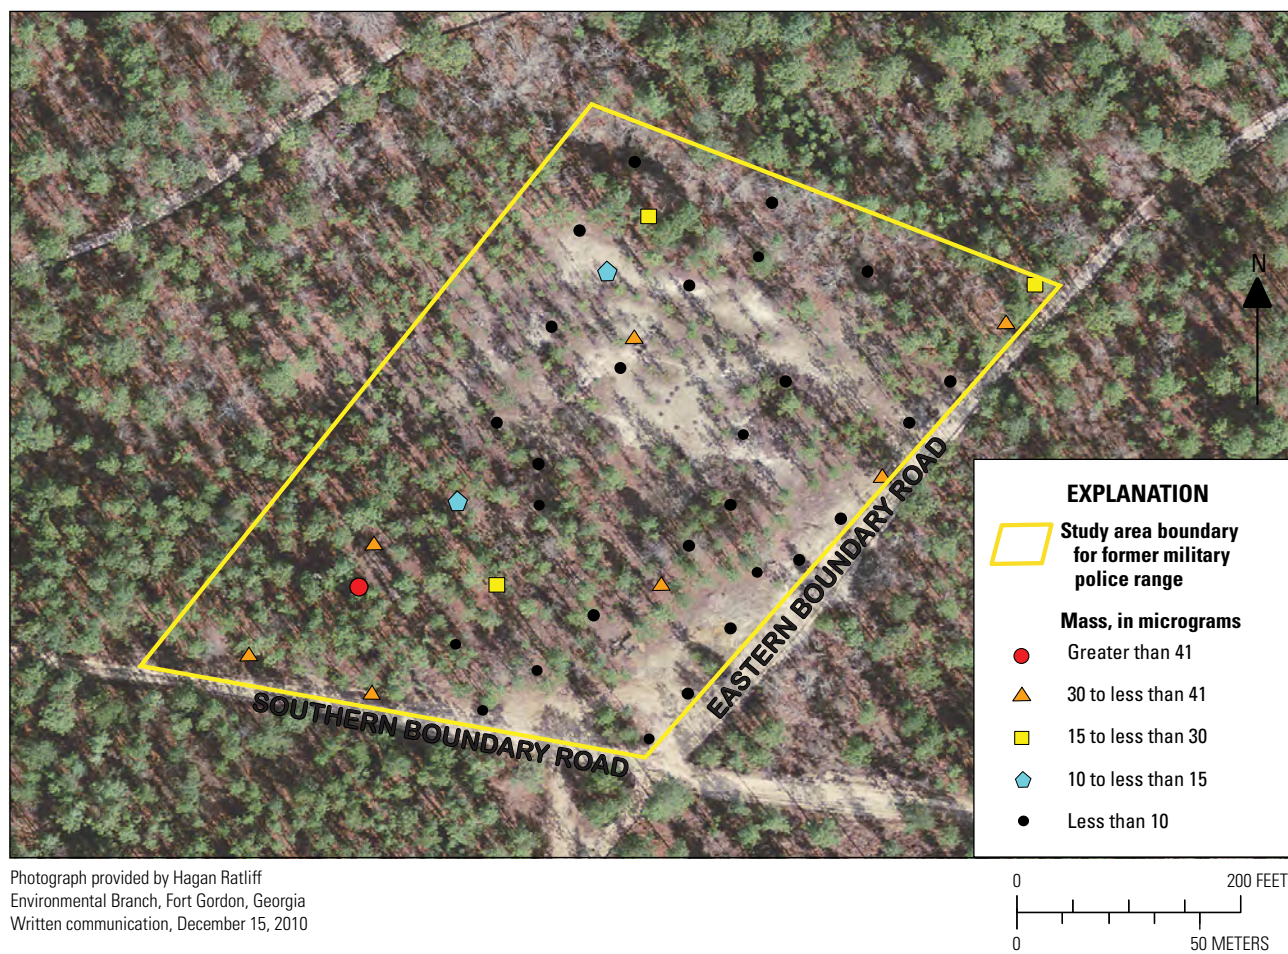 N
EASTERN BOUNDARY ROAD
SOUTHERN BOUNDARY ROAD
EXPLANATION
Study area boundary
for former military
police range
Mass, in micrograms
Greater than 41
30 to less than 41
15 to less than 30
10 to less than 15
Less than 10
Photograph provided by Hagan Ratliff
Environmental Branch, Fort Gordon, Georgia
Written communication, December 15, 2010
0 200 FEET
0 50 METERS